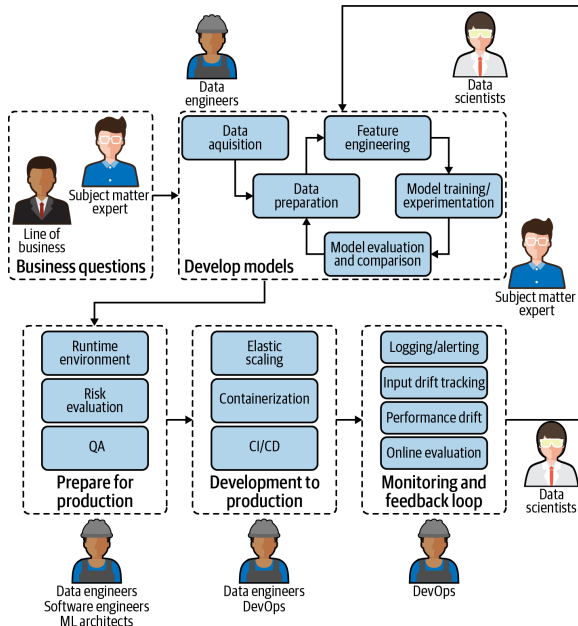 Data
engineers
Data
scientists
Subject matter
expert
Line of
business
Business questions
Data
aquisition
Feature
engineering
Data
preparation
Model training/
experimentation
Model evaluation
and comparison
Develop models
Subject matter
expert
Runtime
environment
Risk
evaluation
QA
Prepare for
production
Elastic
scaling
Containerization
CI/CD
Development to
production
Logging/alerting
Input drift tracking
Performance drift
Online evaluation
Monitoring and
feedback loop
Data
scientists
Data engineers
Software engineers
ML architects
Data engineers
DevOps
DevOps